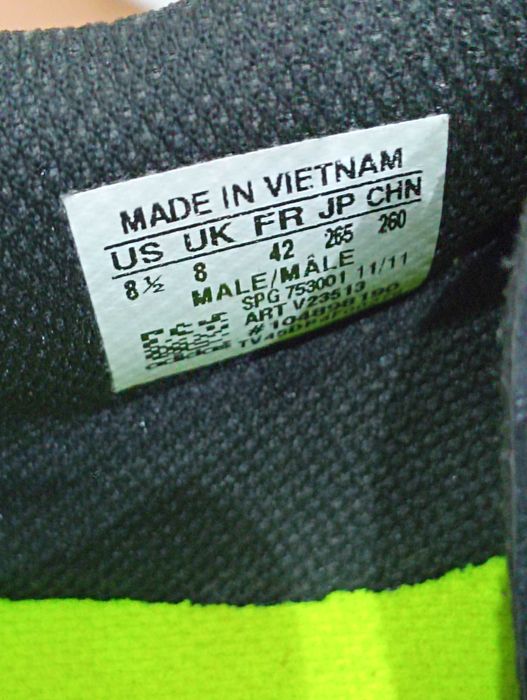 MADE IN VIETNAM
US UK FR JP CHN
8½ 8 42 265 260
MALE/MÂLE
SPG 753001 11/11
ART V23513
adidas